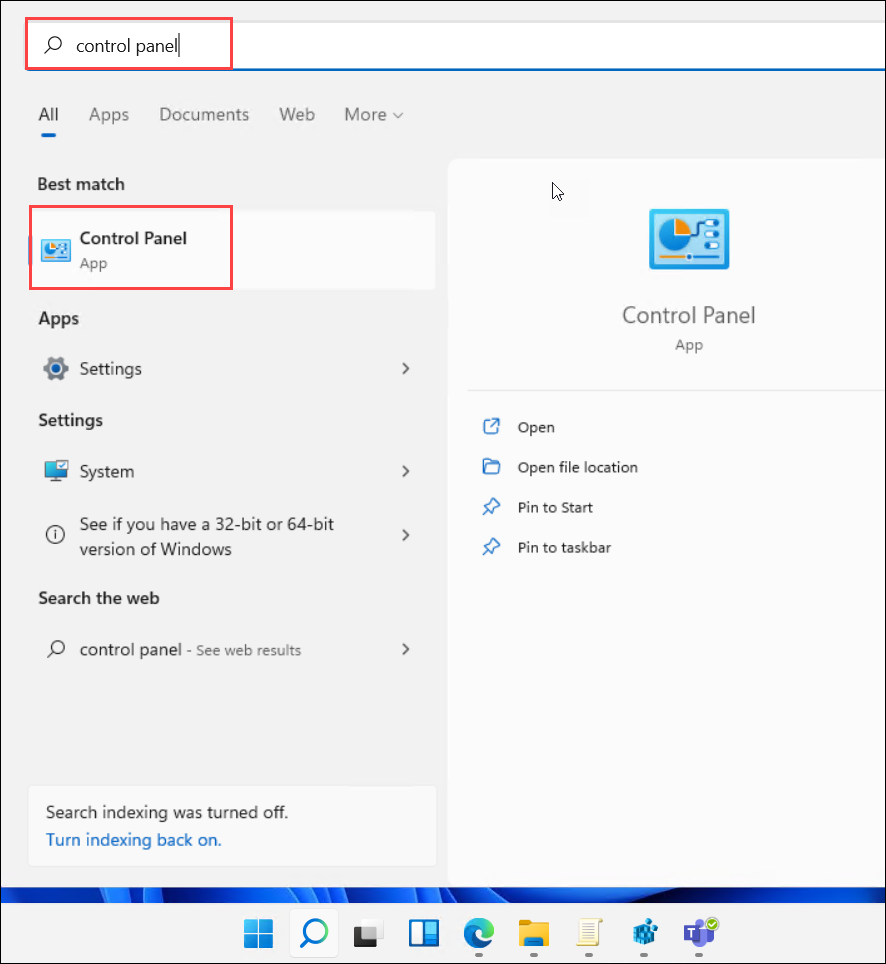 control panel
All Apps Documents Web More
Best match
Control Panel
App
Apps
Settings
Settings
System
See if you have a 32-bit or 64-bit
version of Windows
Search the web
control panel - See web results
Search indexing was turned off.
Turn indexing back on.
Control Panel
App
Open
Open file location
Pin to Start
Pin to taskbar